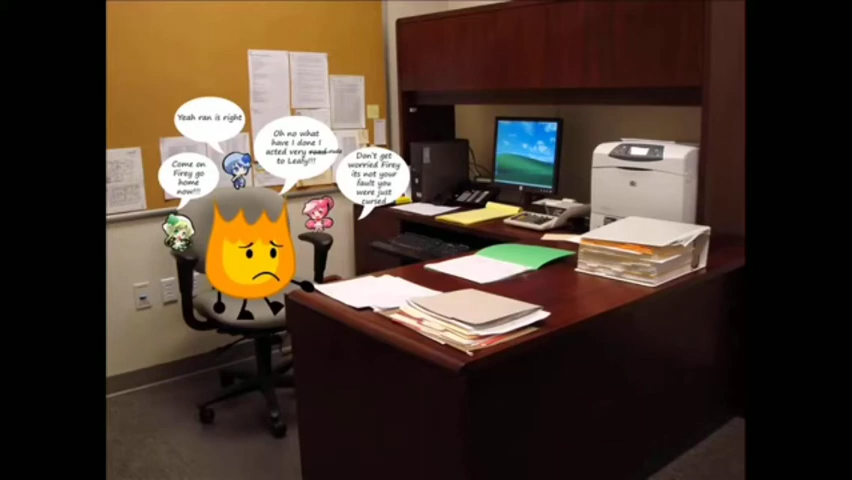 Yeah ran is right
Oh no what
have I done I
acted very road rude
to Leafy!!!
Come on
Firey go
home
now!!!
Don't get
worried Firey
its not your
fault you
were just
cursed